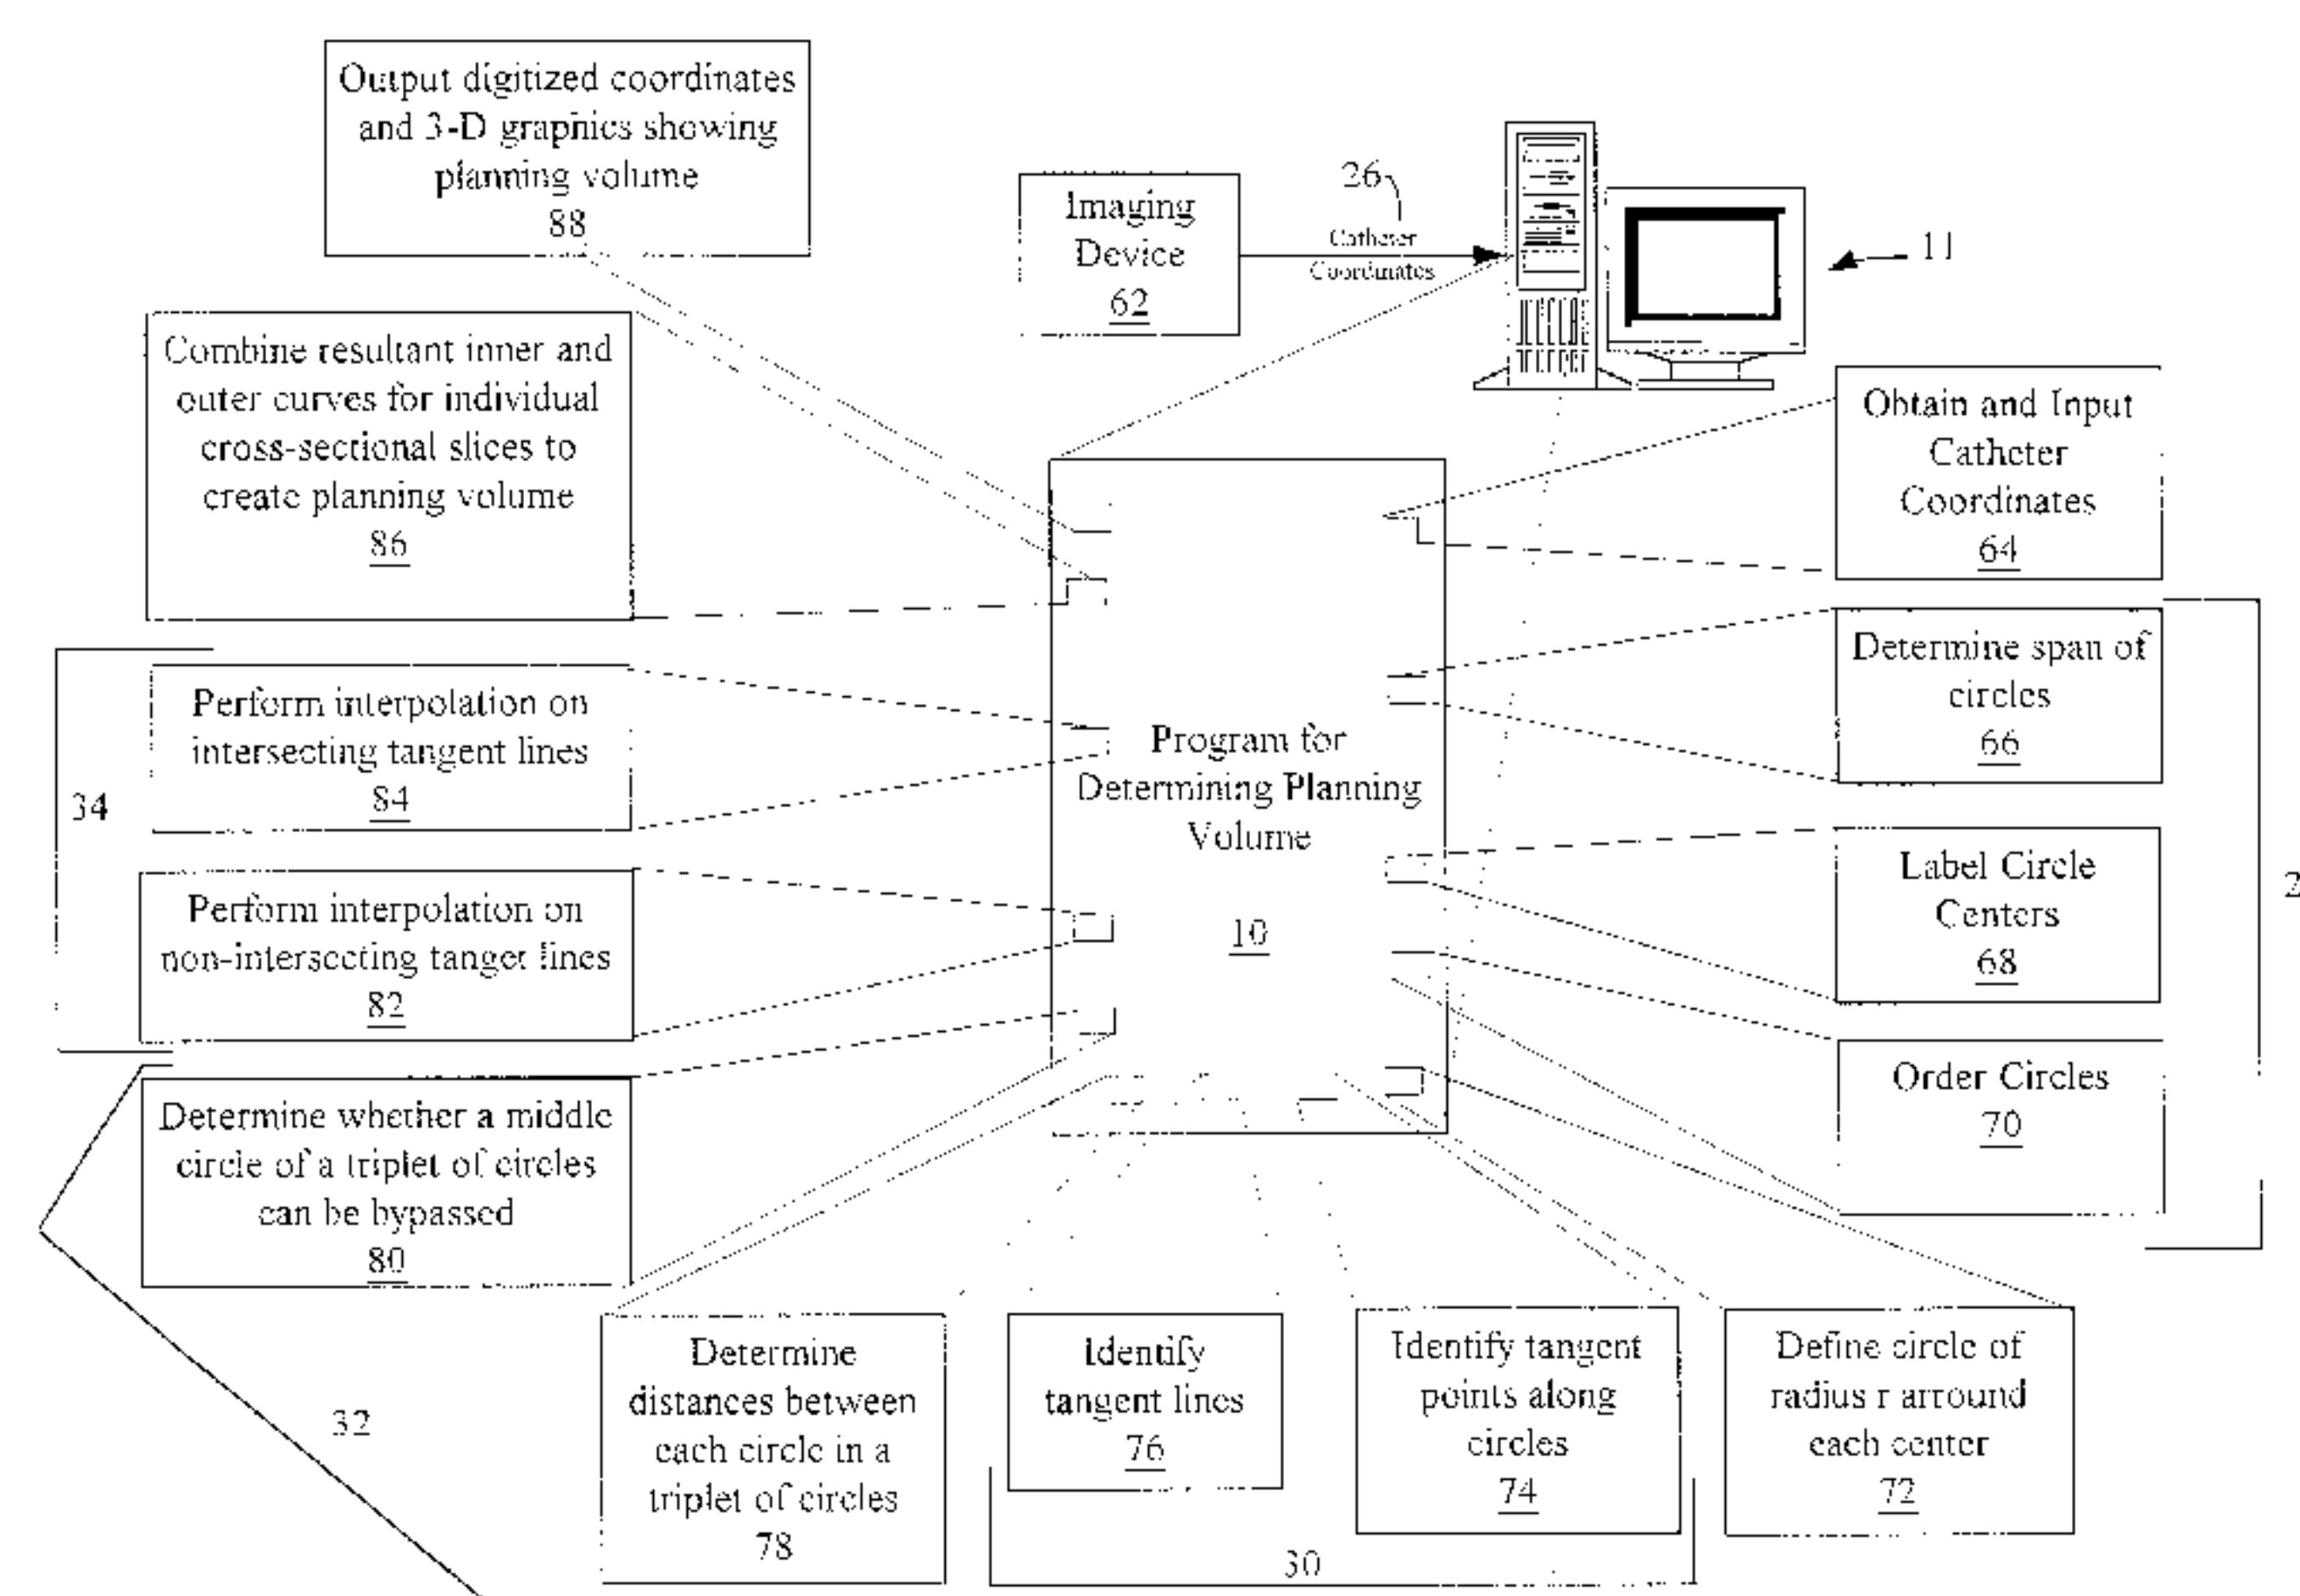 Output digitized coordinates
and 3-D graphics showing
planning volume
88
Imaging
Device
62
26
Catheter
Coordinates
11
Combine resultant inner and
outer curves for individual
cross-sectional slices to
create planning volume
86
Obtain and Input
Catheter
Coordinates
64
Perform interpolation on
intersecting tangent lines
84
34
Program for
Determining Planning
Volume
10
Determine span of
circles
66
Perform interpolation on
non-intersecting tanget lines
82
Label Circle
Centers
68
2
Determine whether a middle
circle of a triplet of circles
can be bypassed
80
Order Circles
70
32
Determine
distances between
each circle in a
triplet of circles
78
Identify
tangent lines
76
Identify tangent
points along
circles
74
30
Define circle of
radius r arround
each center
72